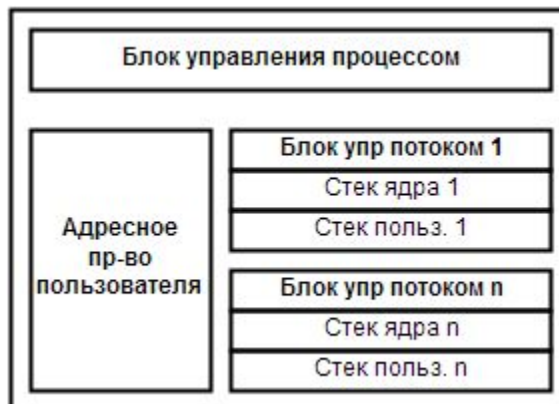 Блок управления процессом
Адресное
пр-во
пользователя
Блок упр потоком 1
Стек ядра 1
Стек польз. 1
Блок упр потоком n
Стек ядра n
Стек польз. n